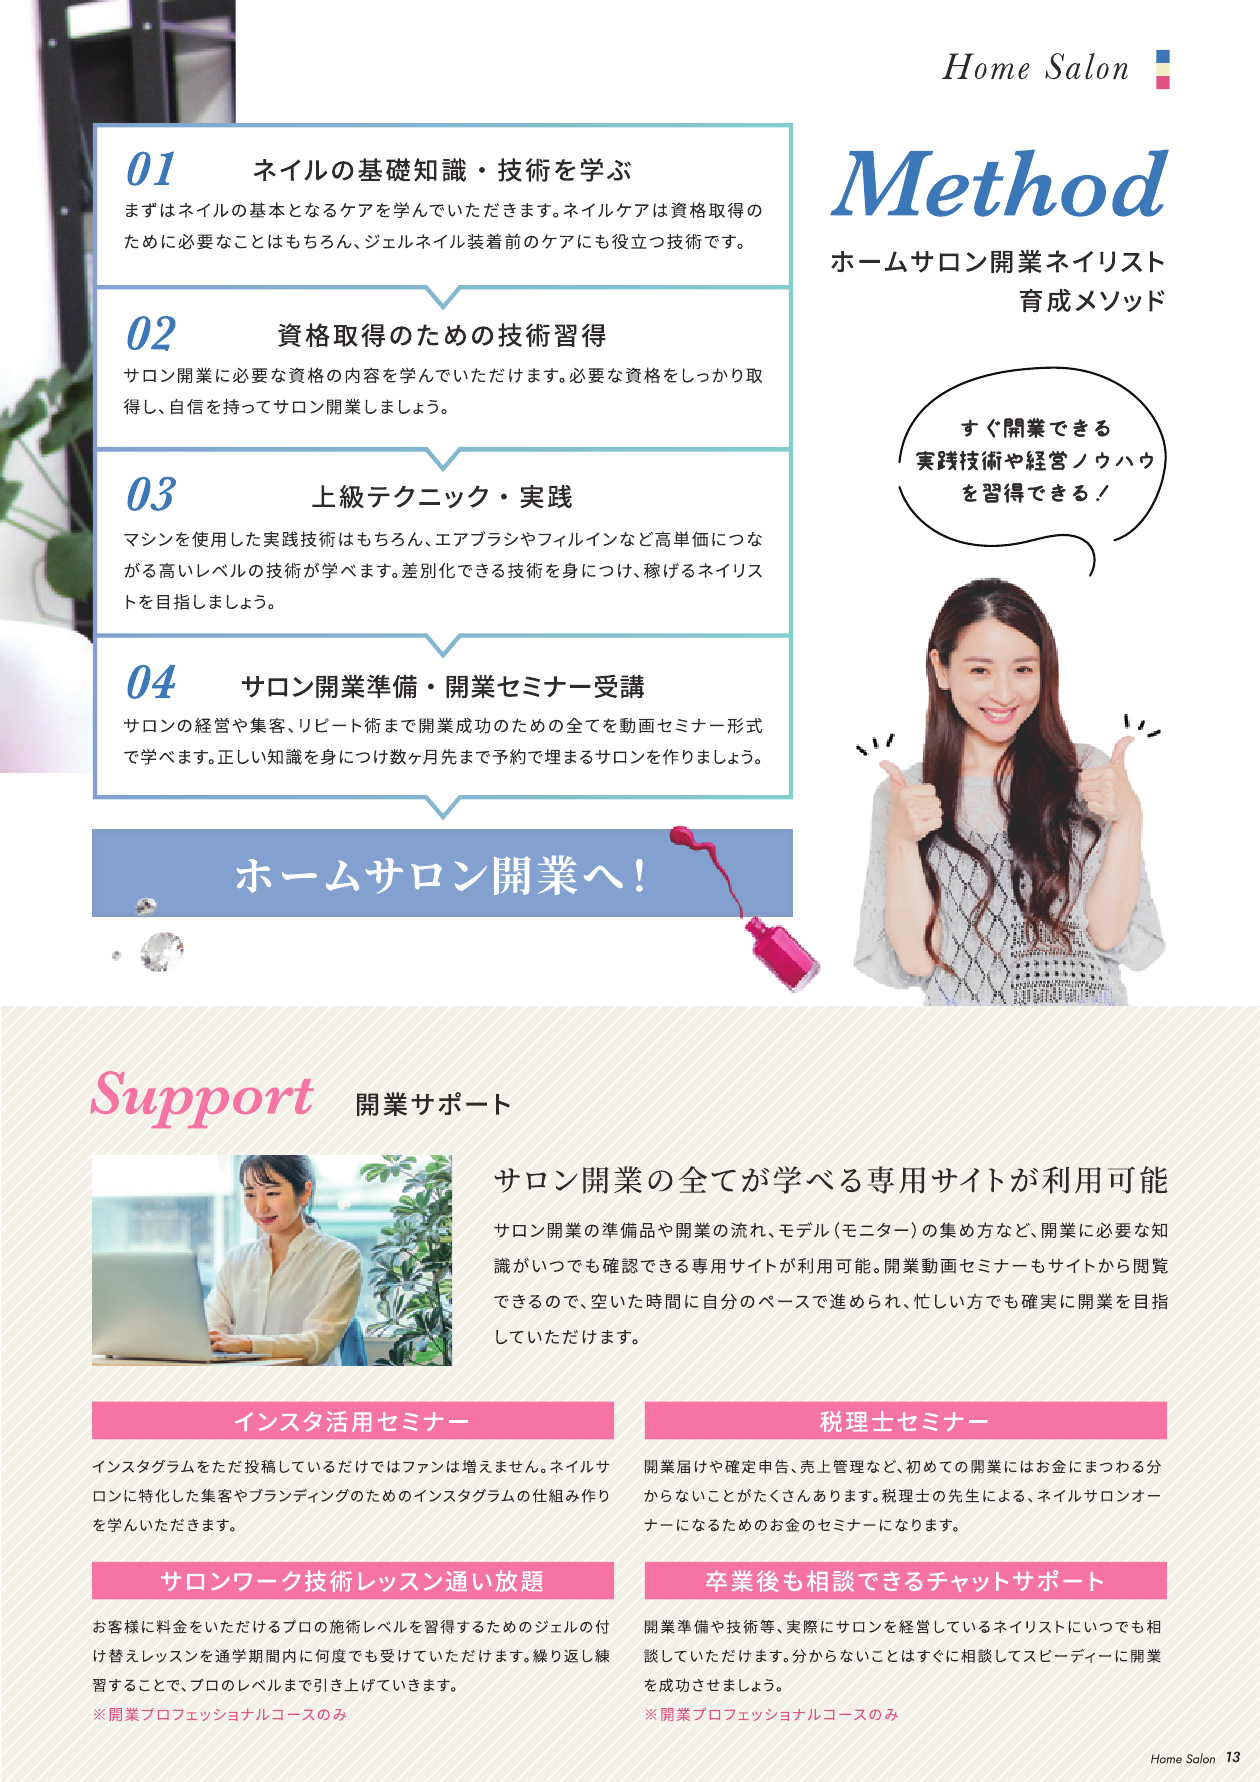 Home Salon
Method
ホームサロン開業ネイリスト
育成メソッド
01 ネイルの基礎知識・技術を学ぶ
まずはネイルの基本となるケアを学んでいただきます。ネイルケアは資格取得の
ために必要なことはもちろん、ジェルネイル装着前のケアにも役立つ技術です。
02 資格取得のための技術習得
サロン開業に必要な資格の内容を学んでいただけます。必要な資格をしっかり取
得し、自信を持ってサロン開業しましょう。
03 上級テクニック・実践
マシンを使用した実践技術はもちろん、エアブラシやフィルインなど高単価につな
がる高いレベルの技術が学べます。差別化できる技術を身につけ、稼げるネイリス
トを目指しましょう。
04 サロン開業準備・開業セミナー受講
サロンの経営や集客、リピート術まで開業成功のための全てを動画セミナー形式
で学べます。正しい知識を身につけ数ヶ月先まで予約で埋まるサロンを作りましょう。
ホームサロン開業へ!
すぐ開業できる
実践技術や経営ノウハウ
を習得できる!
Support 開業サポート
サロン開業の全てが学べる専用サイトが利用可能
サロン開業の準備品や開業の流れ、モデル(モニター)の集め方など、開業に必要な知
識がいつでも確認できる専用サイトが利用可能。開業動画セミナーもサイトから閲覧
できるので、空いた時間に自分のペースで進められ、忙しい方でも確実に開業を目指
していただけます。
インスタ活用セミナー
インスタグラムをただ投稿しているだけではファンは増えません。ネイルサ
ロンに特化した集客やブランディングのためのインスタグラムの仕組み作り
を学んいただきます。
税理士セミナー
開業届けや確定申告、売上管理など、初めての開業にはお金にまつわる分
からないことがたくさんあります。税理士の先生による、ネイルサロンオー
ナーになるためのお金のセミナーになります。
サロンワーク技術レッスン通い放題
お客様に料金をいただけるプロの施術レベルを習得するためのジェルの付
け替えレッスンを通学期間内に何度でも受けていただけます。繰り返し練
習することで、プロのレベルまで引き上げていきます。
※開業プロフェッショナルコースのみ
卒業後も相談できるチャットサポート
開業準備や技術等、実際にサロンを経営しているネイリストにいつでも相
談していただけます。分からないことはすぐに相談してスピーディーに開業
を成功させましょう。
※開業プロフェッショナルコースのみ
Home Salon 13